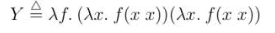 Y ≜ λf. (λx. f(x x))(λx. f(x x))